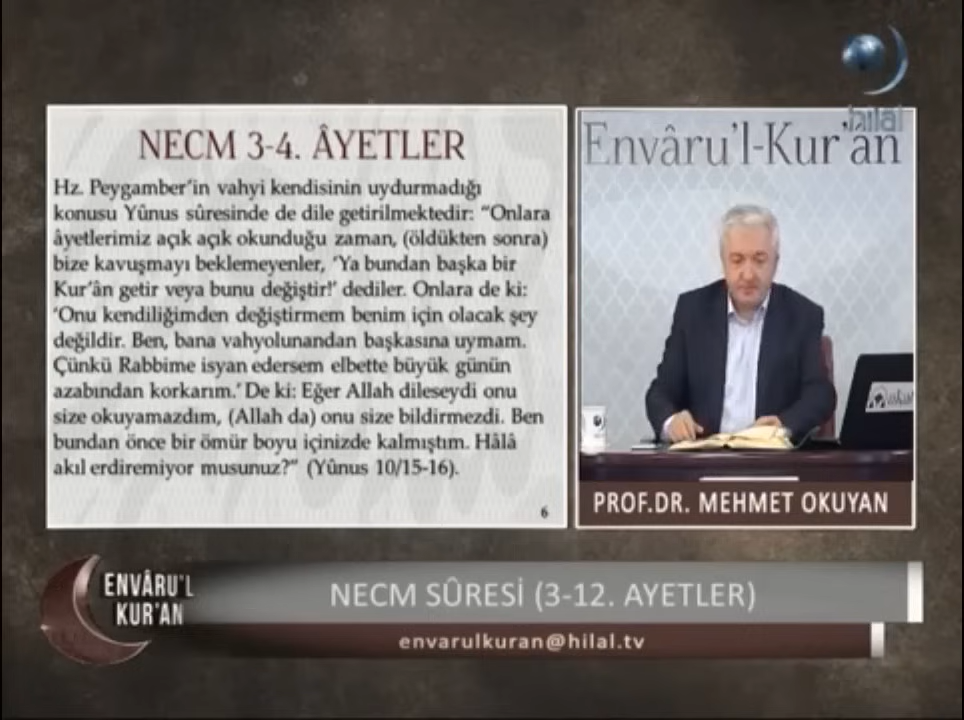 hilal
NECM 3-4. ÂYETLER
Hz. Peygamber'in vahyi kendisinin uydurmadığı
konusu Yûnus sûresinde de dile getirilmektedir: "Onlara
âyetlerimiz açık açık okunduğu zaman, (öldükten sonra)
bize kavuşmayı beklemeyenler, 'Ya bundan başka bir
Kur'ân getir veya bunu değiştir!' dediler. Onlara de ki:
'Onu kendiliğimden değiştirmem benim için olacak şey
değildir. Ben, bana vahyolunandan başkasına uymam.
Çünkü Rabbime isyan edersem elbette büyük günün
azabından korkarım.' De ki: Eğer Allah dileseydi onu
size okuyamazdım, (Allah da) onu size bildirmezdi. Ben
bundan önce bir ömür boyu içinizde kalmıştım. Hâlâ
akıl erdiremiyor musunuz?" (Yûnus 10/15-16).
6
Envâru'l-Kur'an
PROF.DR. MEHMET OKUYAN
ENVÂRU'L
KUR'AN
NECM SÛRESİ (3-12. AYETLER)
envarulkuran@hilal.tv